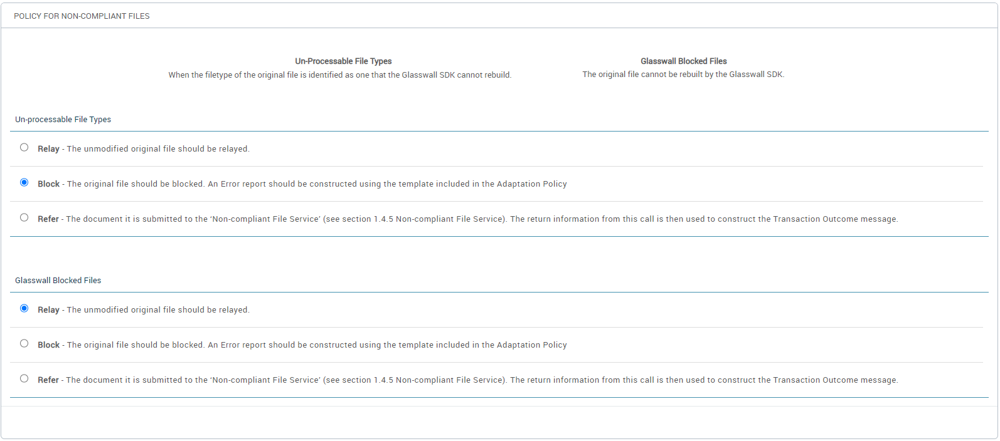 POLICY FOR NON-COMPLIANT FILES
Un-Processable File Types
When the filetype of the original file is identified as one that the Glasswall SDK cannot rebuild.
Glasswall Blocked Files
The original file cannot be rebuilt by the Glasswall SDK.
Un-processable File Types
Relay - The unmodified original file should be relayed.
Block - The original file should be blocked. An Error report should be constructed using the template included in the Adaptation Policy
Refer - The document it is submitted to the ‘Non-compliant File Service’ (see section 1.4.5 Non-compliant File Service). The return information from this call is then used to construct the Transaction Outcome message.
Glasswall Blocked Files
Relay - The unmodified original file should be relayed.
Block - The original file should be blocked. An Error report should be constructed using the template included in the Adaptation Policy
Refer - The document it is submitted to the ‘Non-compliant File Service’ (see section 1.4.5 Non-compliant File Service). The return information from this call is then used to construct the Transaction Outcome message.